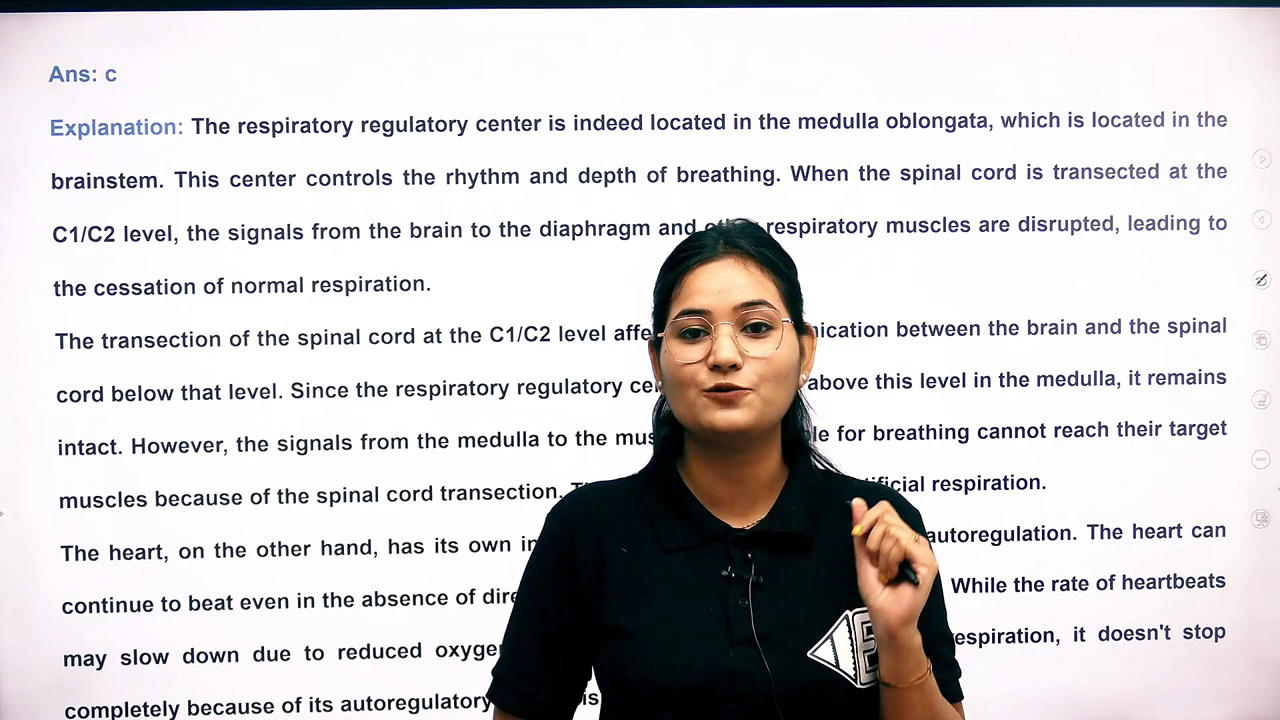 Ans: c
Explanation: The respiratory regulatory center is indeed located in the medulla oblongata, which is located in the
brainstem. This center controls the rhythm and depth of breathing. When the spinal cord is transected at the
C1/C2 level, the signals from the brain to the diaphragm and respiratory muscles are disrupted, leading to
the cessation of normal respiration.
The transection of the spinal cord at the C1/C2 level between the brain and the spinal
cord below that level. Since the respiratory regulatory above this level in the medulla, it remains
intact. However, the signals from the medulla to the for breathing cannot reach their target
muscles because of the spinal cord transection. respiration.
The heart, on the other hand, has its own autoregulation. The heart can
continue to beat even in the absence of While the rate of heartbeats
may slow down due to reduced respiration, it doesn't stop
completely because of its autoregulatory